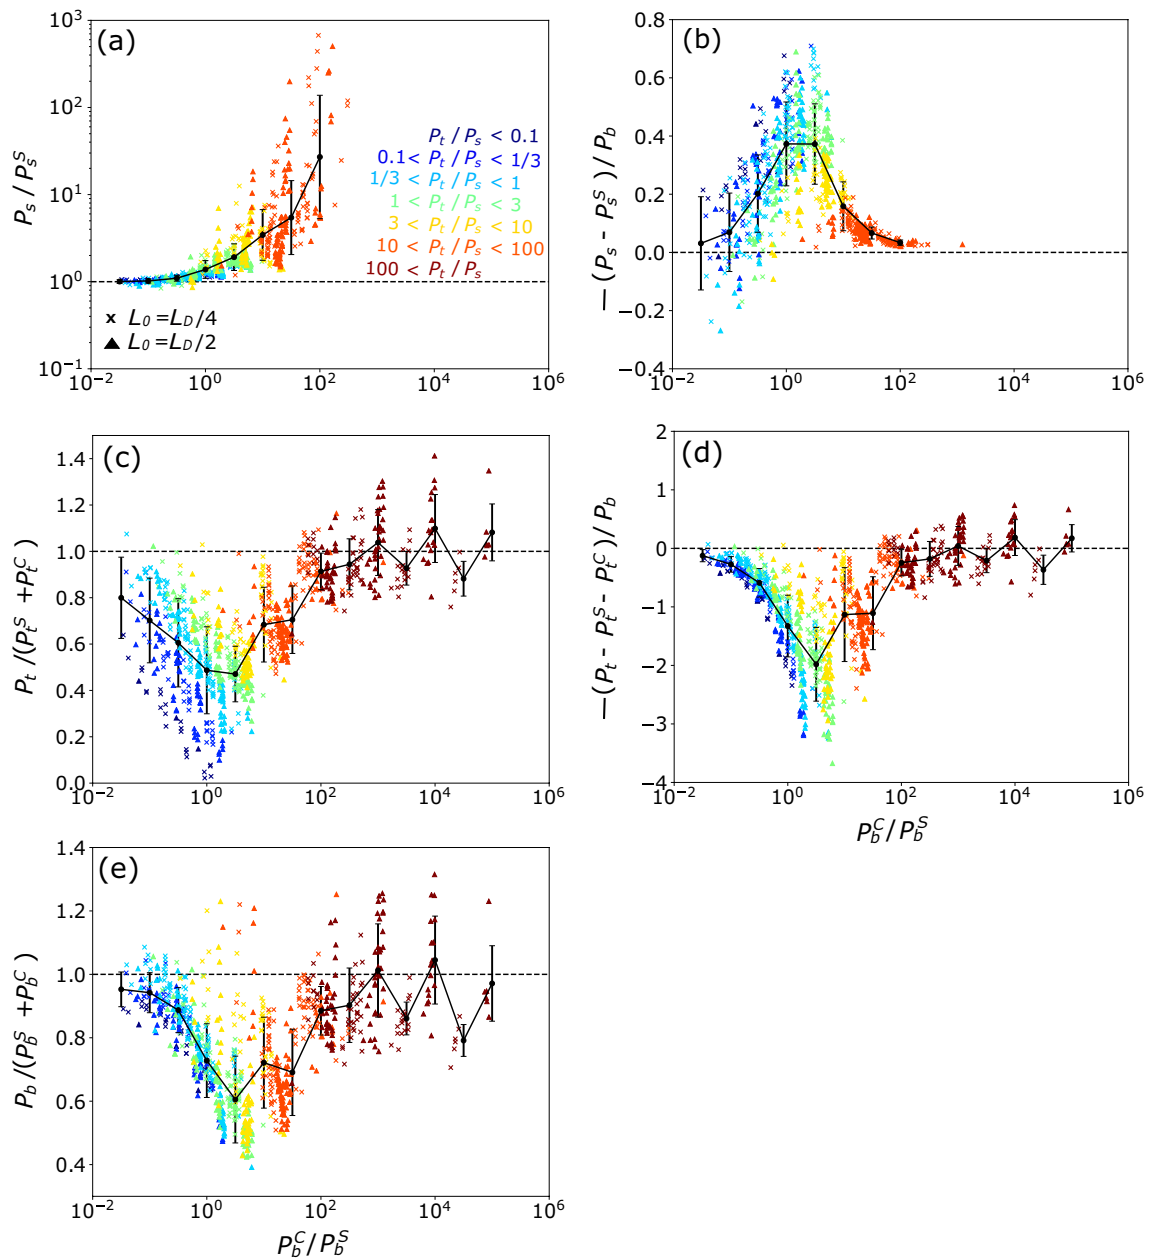 (a)
10³
10²
10¹
10⁰
10⁻¹
P_s / P_s^S
P_t / P_s < 0.1
0.1 < P_t / P_s < 1/3
1/3 < P_t / P_s < 1
1 < P_t / P_s < 3
3 < P_t / P_s < 10
10 < P_t / P_s < 100
100 < P_t / P_s
x L_0 = L_D/4
▲ L_0 = L_D/2
10⁻² 10⁰ 10² 10⁴ 10⁶
(b)
0.8
0.6
0.4
0.2
0.0
−0.2
−0.4
— (P_s - P_s^S) / P_b
10⁻² 10⁰ 10² 10⁴ 10⁶
(c)
1.4
1.2
1.0
0.8
0.6
0.4
0.2
0.0
P_t /(P_t^S + P_t^C)
10⁻² 10⁰ 10² 10⁴ 10⁶
(d)
2
1
0
−1
−2
−3
−4
—(P_t - P_t^S - P_t^C)/ P_b
10⁻² 10⁰ 10² 10⁴ 10⁶
P_b^C/P_b^S
(e)
1.4
1.2
1.0
0.8
0.6
0.4
P_b /(P_b^S + P_b^C)
10⁻² 10⁰ 10² 10⁴ 10⁶
P_b^C/P_b^S